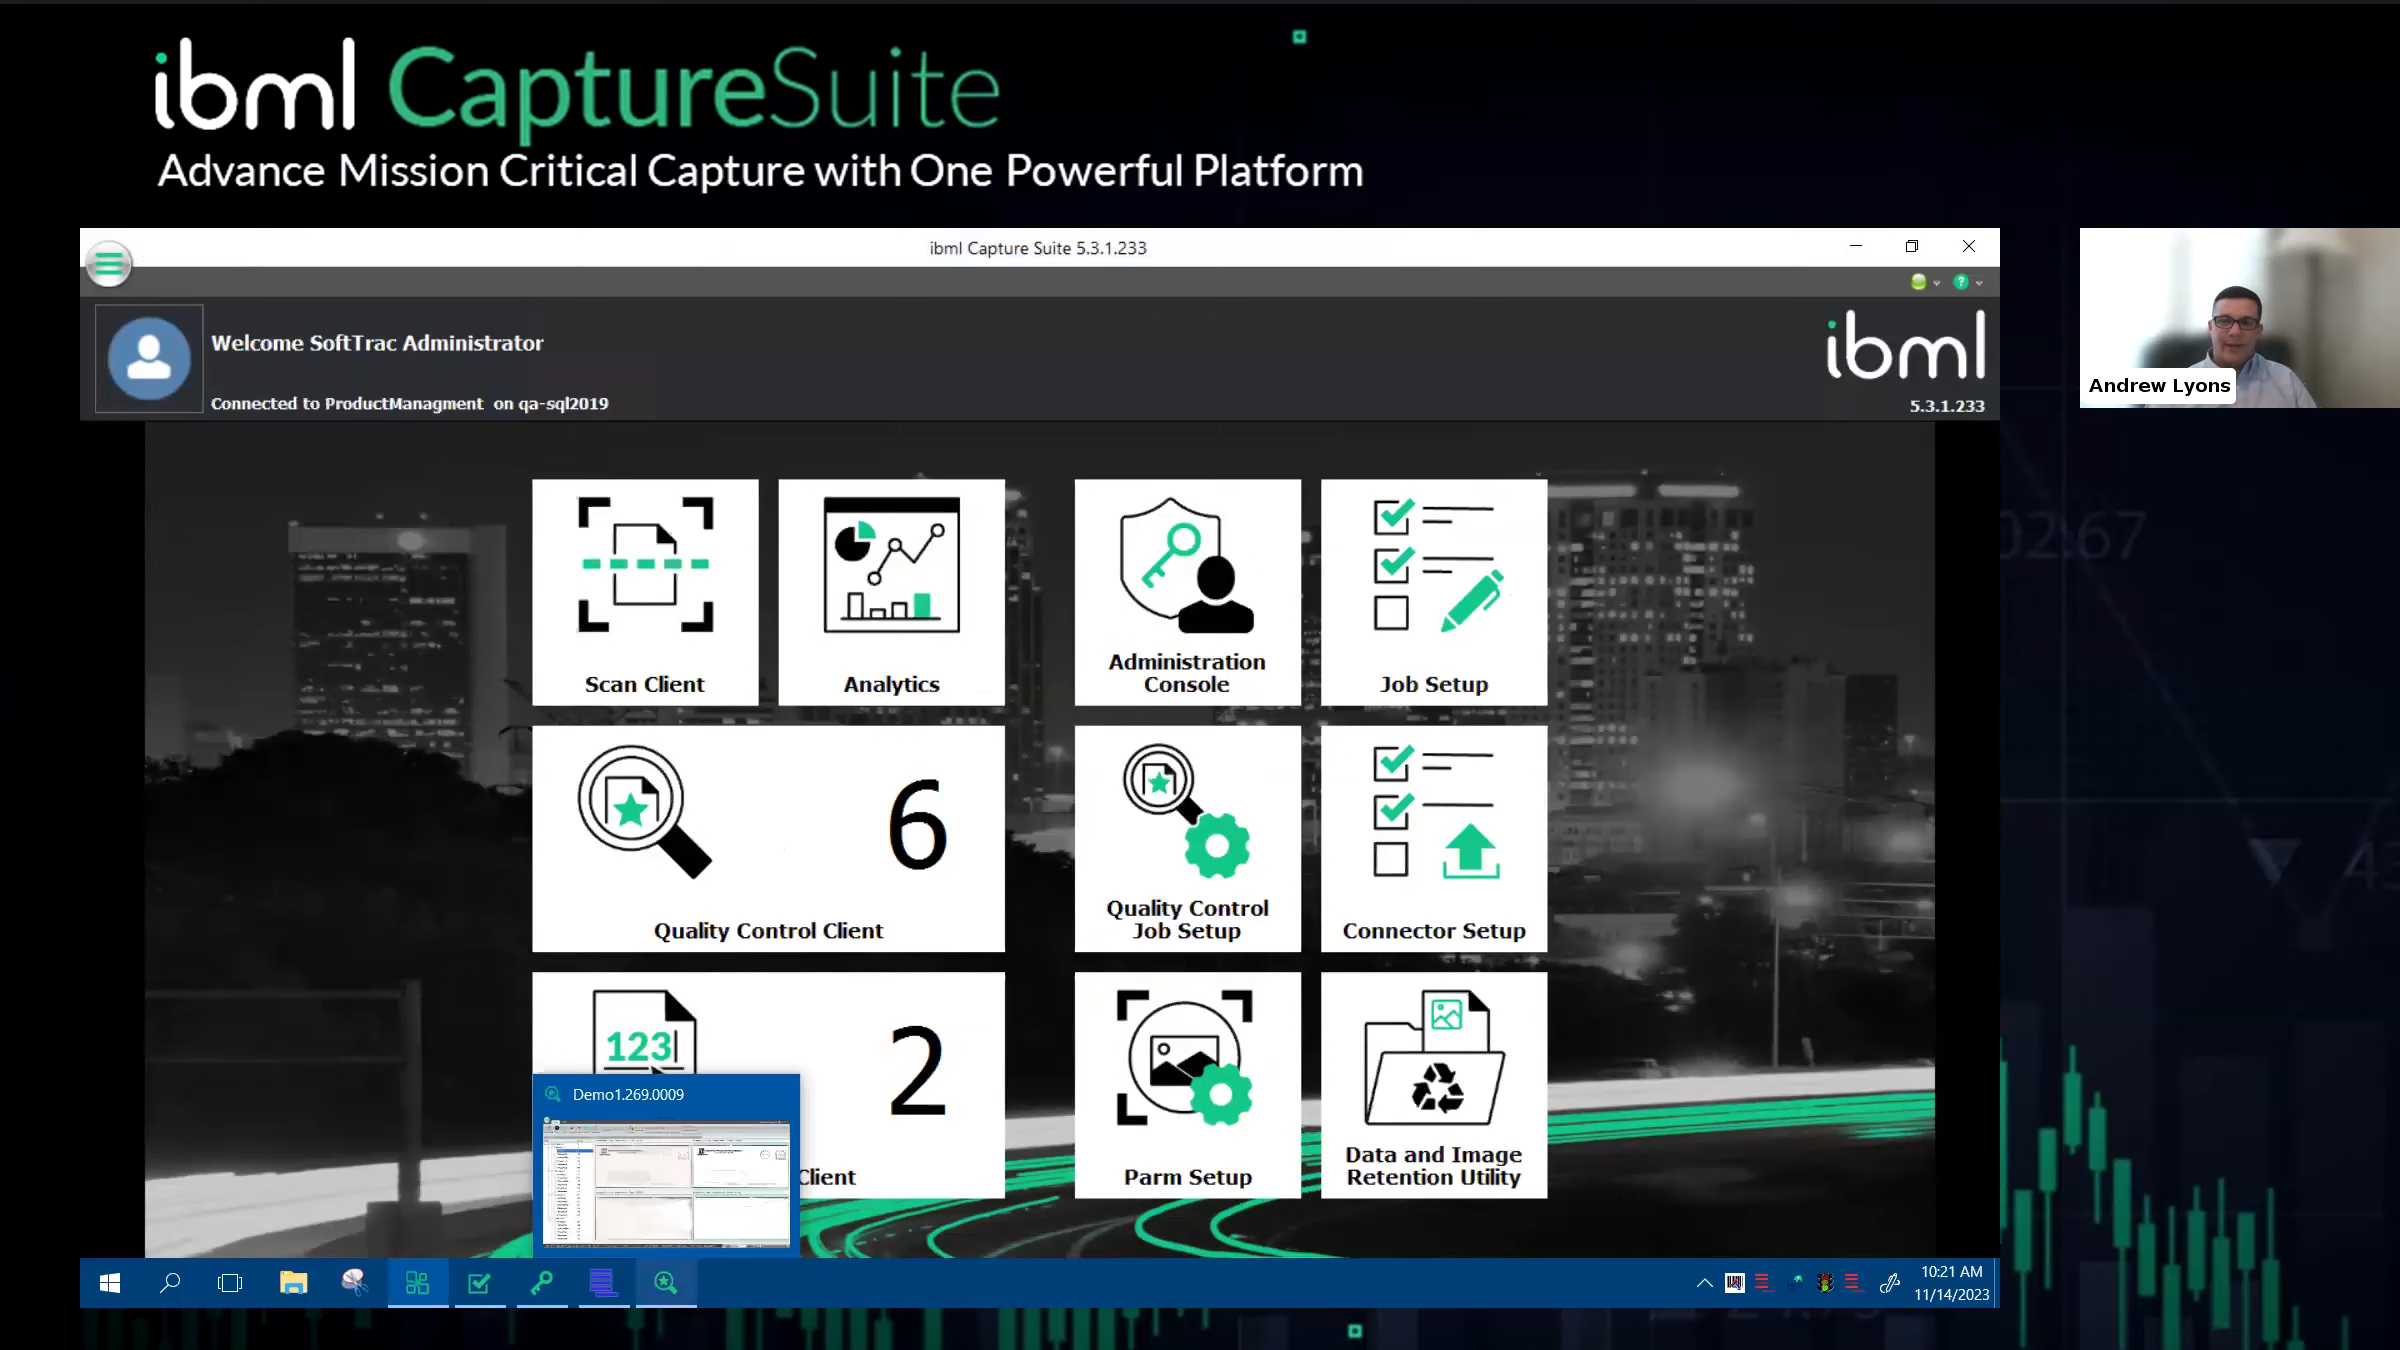 ibml CaptureSuite
Advance Mission Critical Capture with One Powerful Platform
ibml Capture Suite 5.3.1.233
Welcome SoftTrac Administrator
Connected to ProductManagment on qa-sql2019
ibml
5.3.1.233
Andrew Lyons
Scan Client
Analytics
Administration
Console
Job Setup
02:67
43
6
Quality Control Client
Quality Control
Job Setup
Connector Setup
123
2
Demo1.269.0009
Client
Parm Setup
Data and Image
Retention Utility
10:21 AM
11/14/2023